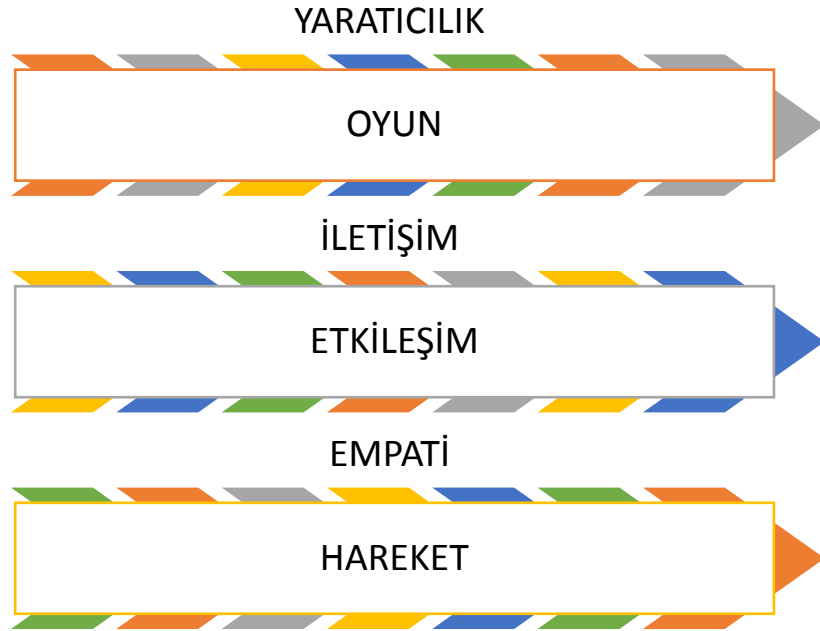 YARATICILIK
OYUN
İLETİŞİM
ETKİLEŞİM
EMPATİ
HAREKET